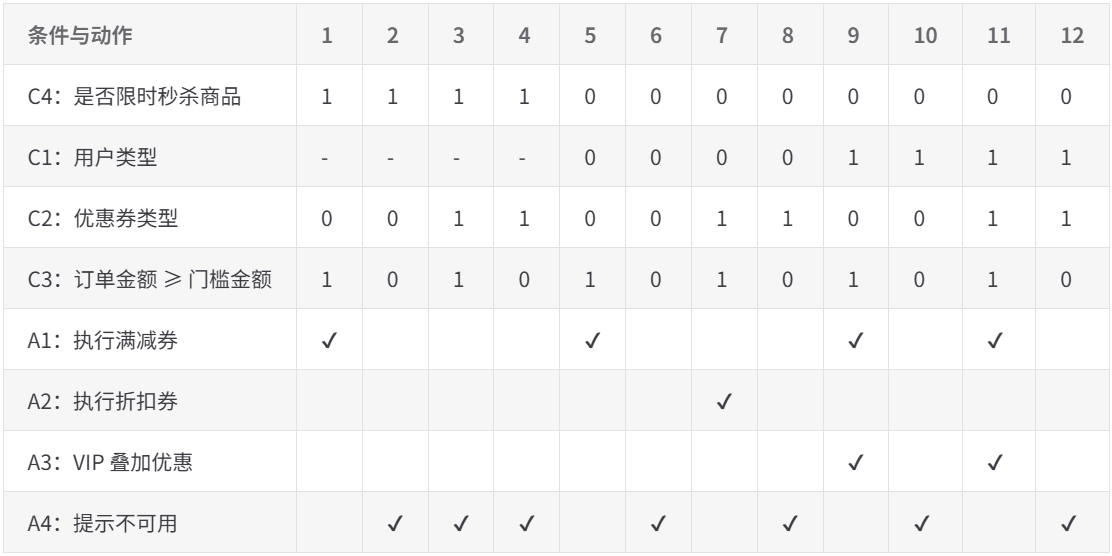 条件与动作 1 2 3 4 5 6 7 8 9 10 11 12
C4：是否限时秒杀商品 1 1 1 1 0 0 0 0 0 0 0 0
C1：用户类型 - - - - 0 0 0 0 1 1 1 1
C2：优惠券类型 0 0 1 1 0 0 1 1 0 0 1 1
C3：订单金额 ≥ 门槛金额 1 0 1 0 1 0 1 0 1 0 1 0
A1：执行满减券 ✓ ✓ ✓ ✓
A2：执行折扣券 ✓
A3：VIP 叠加优惠 ✓ ✓
A4：提示不可用 ✓ ✓ ✓ ✓ ✓ ✓ ✓